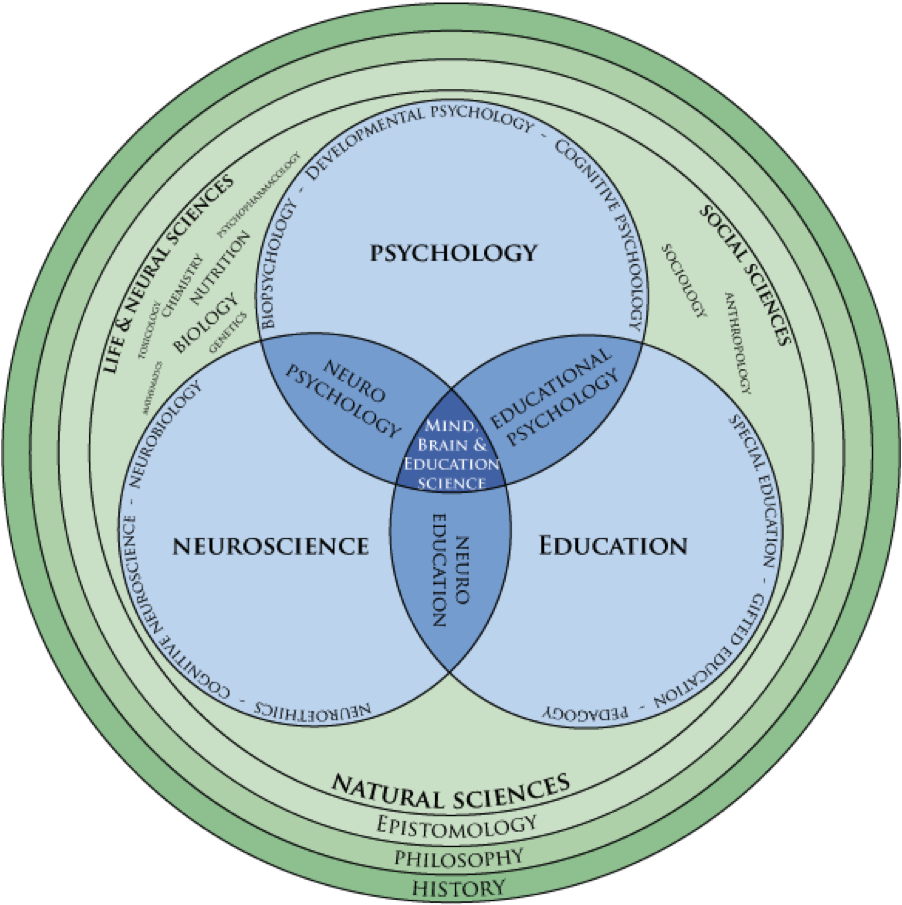 DEVELOPMENTAL PSYCHOLOGY - COGNITIVE PSYCHOOLOGY
BIOPSYCHOLOGY -
PSYCHOLOGY
LIFE & NEURAL SCIENCES
PSYCHOPHARMACOLOGY
NUTRITION
CHEMISTRY
TOXICOLOGY
BIOLOGY
GENETICS
MATHEMATICS
SOCIAL SCIENCES
SOCIOLOGY
ANTHROPOLOGY
NEURO
PSYCHOLOGY
EDUCATIONAL
PSYCHOLOGY
MIND,
BRAIN &
EDUCATION
SCIENCE
NEUROSCIENCE
COGNITIVE NEUROSCIENCE - NEUROBIOLOGY
- NEUROETHIICS
NEURO
EDUCATION
EDUCATION
SPECIAL EDUCATION - GIFTED EDUCATION - PEDAGOGY
NATURAL SCIENCES
EPISTOMOLOGY
PHILOSOPHY
HISTORY